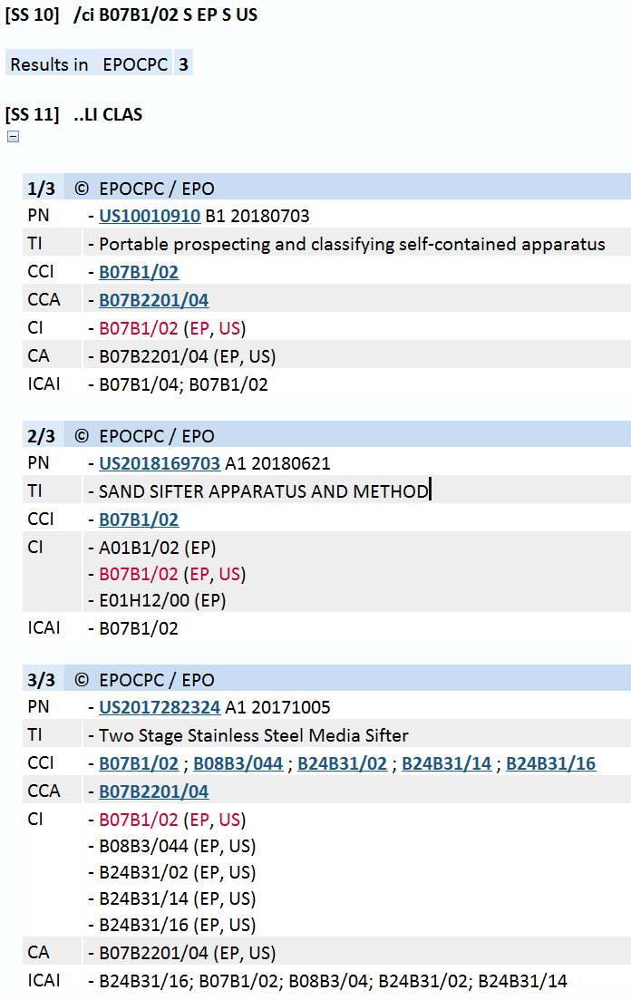 [SS 10] /ci B07B1/02 S EP S US
Results in EPOCPC 3
[SS 11] ..LI CLAS
1/3 © EPOCPC / EPO
PN - US10010910 B1 20180703
TI - Portable prospecting and classifying self-contained apparatus
CCI - B07B1/02
CCA - B07B2201/04
CI - B07B1/02 (EP, US)
CA - B07B2201/04 (EP, US)
ICAI - B07B1/04; B07B1/02
2/3 © EPOCPC / EPO
PN - US2018169703 A1 20180621
TI - SAND SIFTER APPARATUS AND METHOD
CCI - B07B1/02
CI - A01B1/02 (EP)
- B07B1/02 (EP, US)
- E01H12/00 (EP)
ICAI - B07B1/02
3/3 © EPOCPC / EPO
PN - US2017282324 A1 20171005
TI - Two Stage Stainless Steel Media Sifter
CCI - B07B1/02 ; B08B3/044 ; B24B31/02 ; B24B31/14 ; B24B31/16
CCA - B07B2201/04
CI - B07B1/02 (EP, US)
- B08B3/044 (EP, US)
- B24B31/02 (EP, US)
- B24B31/14 (EP, US)
- B24B31/16 (EP, US)
CA - B07B2201/04 (EP, US)
ICAI - B24B31/16; B07B1/02; B08B3/04; B24B31/02; B24B31/14